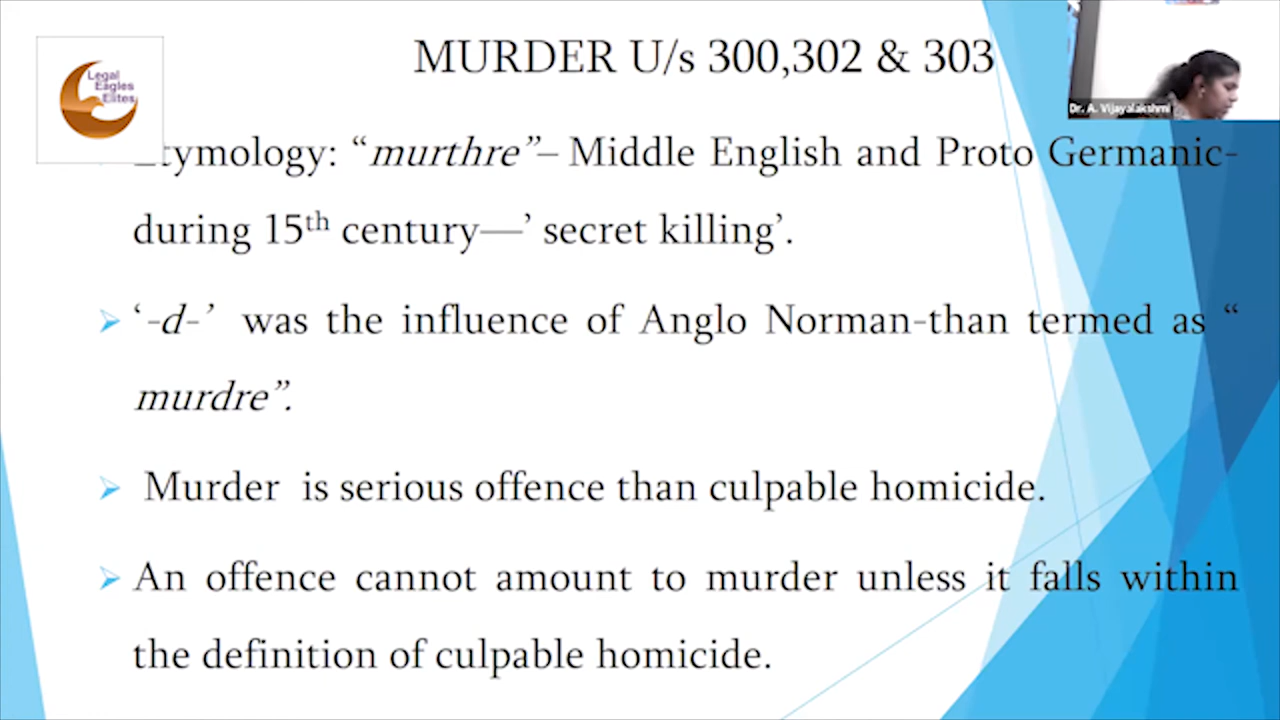 MURDER U/s 300,302 & 303
Legal
Eagles
Elites
Dr. A. Vijayalakshmi
tymology: “murthre”– Middle English and Proto Germanic-
during 15th century—’ secret killing’.
‘-d-’ was the influence of Anglo Norman-than termed as “
murdre”.
Murder is serious offence than culpable homicide.
An offence cannot amount to murder unless it falls within
the definition of culpable homicide.